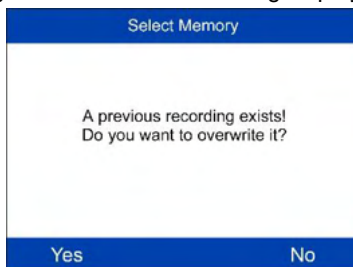 Select Memory
A previous recording exists!
Do you want to overwrite it?
Yes No